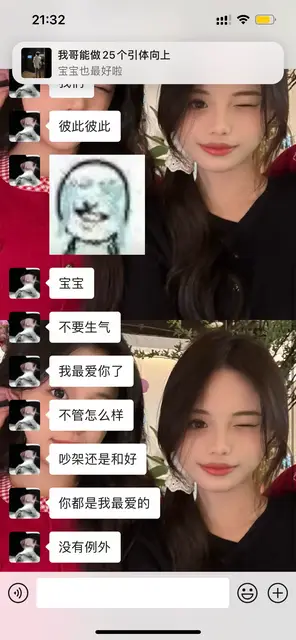 21:32
我哥能做25个引体向上
宝宝也最好啦
我们
彼此彼此
宝宝
不要生气
我最爱你了
不管怎么样
吵架还是和好
你都是我最爱的
没有例外